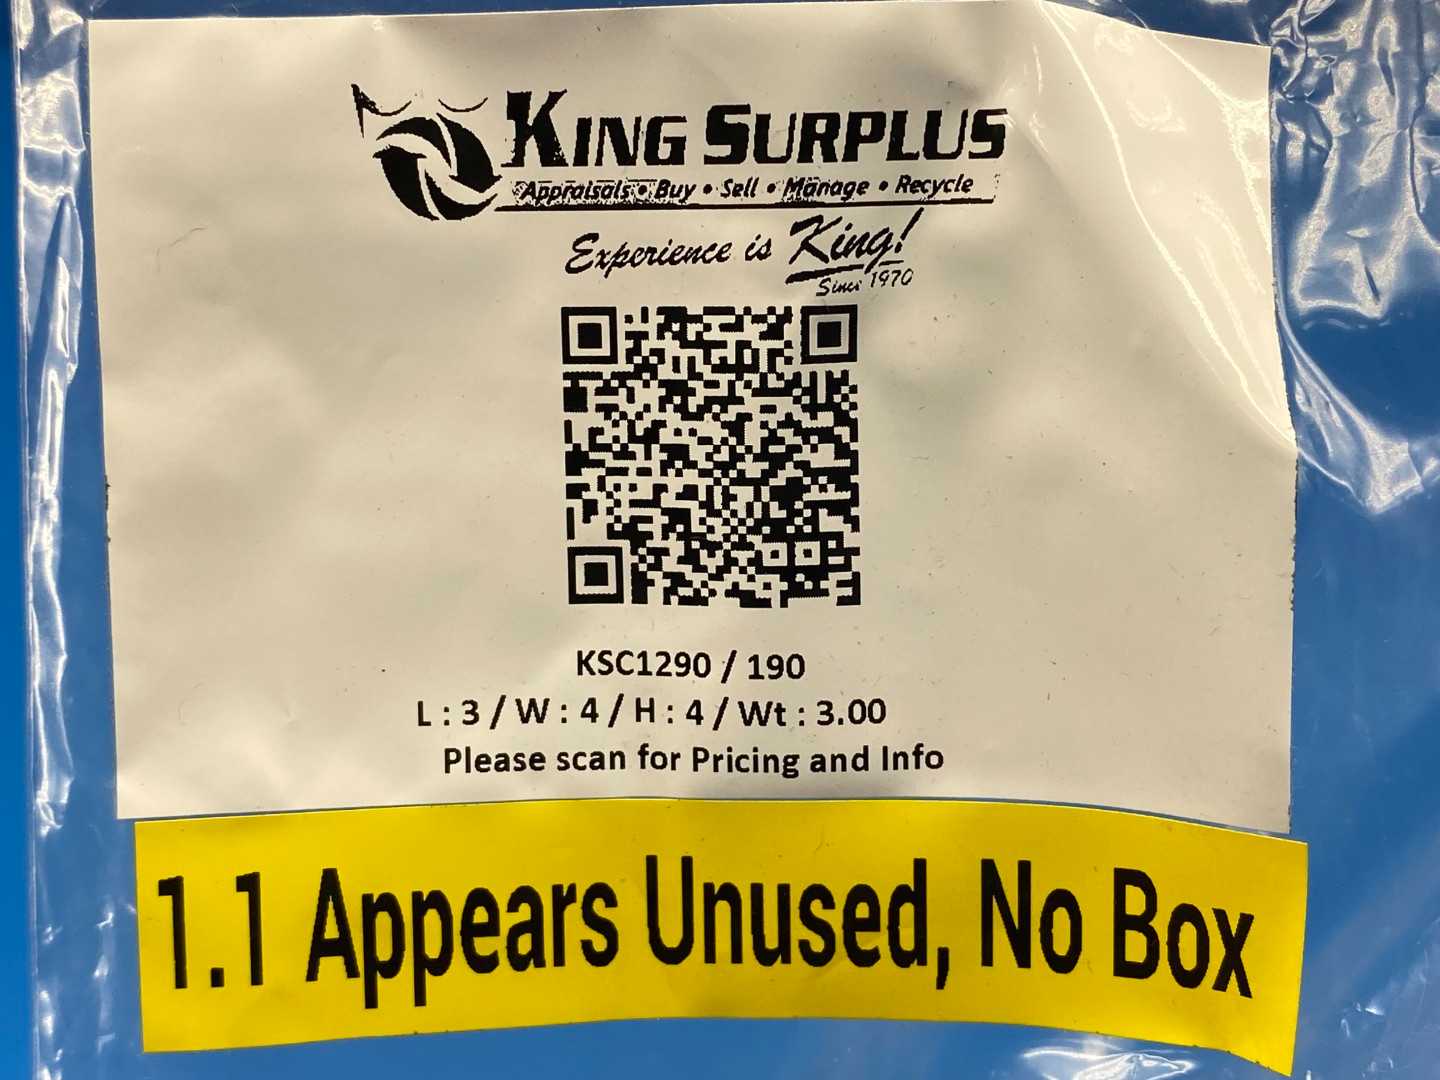 KING SURPLUS
Appraisals • Buy • Sell • Manage • Recycle
Experience is King!
Since 1970
KSC1290 / 190
L : 3 / W : 4 / H : 4 / Wt : 3.00
Please scan for Pricing and Info
1.1 Appears Unused, No Box